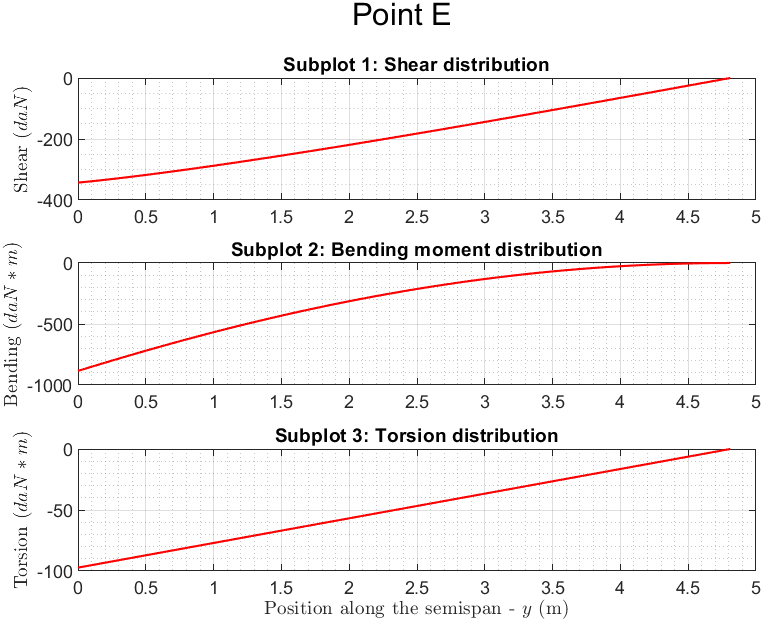 Point E
Subplot 1: Shear distribution
Shear (daN)
0
-200
-400
0 0.5 1 1.5 2 2.5 3 3.5 4 4.5 5
Subplot 2: Bending moment distribution
Bending (daN * m)
0
-500
-1000
0 0.5 1 1.5 2 2.5 3 3.5 4 4.5 5
Subplot 3: Torsion distribution
Torsion (daN * m)
0
-50
-100
0 0.5 1 1.5 2 2.5 3 3.5 4 4.5 5
Position along the semispan - y (m)